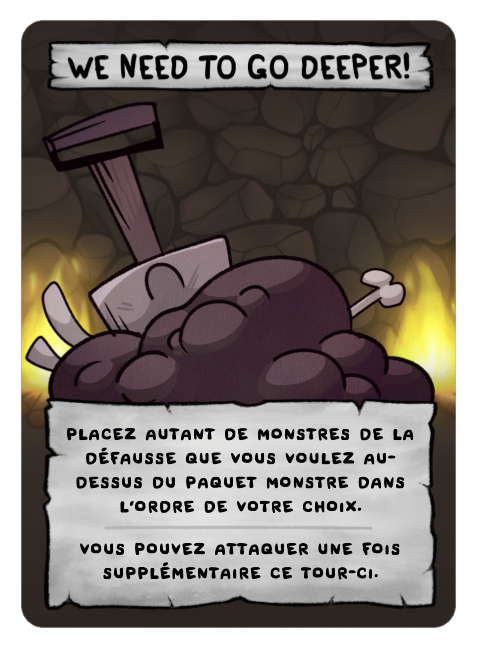 WE NEED TO GO DEEPER!
PLACEZ AUTANT DE MONSTRES DE LA
DÉFAUSSE QUE VOUS VOULEZ AU-
DESSUS DU PAQUET MONSTRE DANS
L'ORDRE DE VOTRE CHOIX.
VOUS POUVEZ ATTAQUER UNE FOIS
SUPPLÉMENTAIRE CE TOUR-CI.